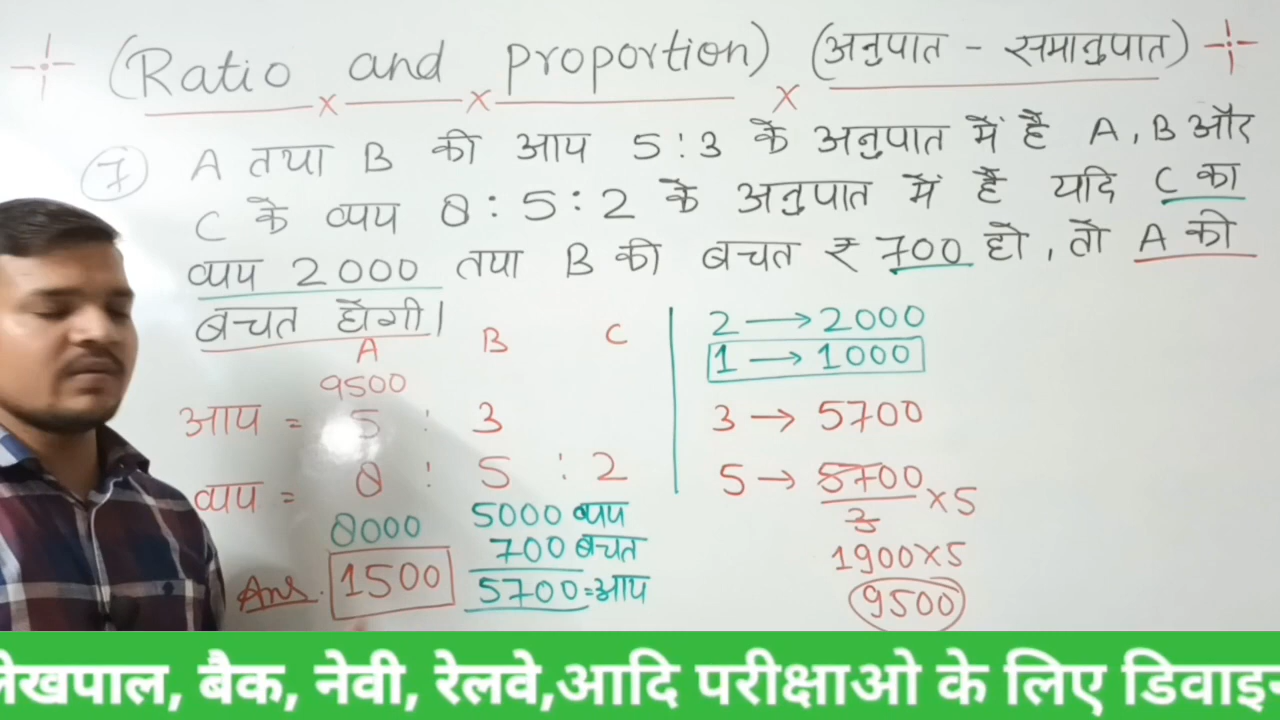 (Ratio and proportion) (अनुपात - समानुपात)
7 A तथा B की आय 5:3 के अनुपात में है A, B और
C के व्यय 8:5:2 के अनुपात में हैं यदि C का
व्यय 2000 तथा B की बचत ₹ 700 हो, तो A की
बचत होगी।
A B C
9500
आय = 5 : 3
व्यय = 8 : 5 : 2
8000
5000 व्यय
700 बचत
5700 = आय
Ans. 1500
2 → 2000
1 → 1000
3 → 5700
5 → 5700/3 ×5
1900×5
9500
लेखपाल, बैक, नेवी, रेलवे,आदि परीक्षाओ के लिए डिवाइन